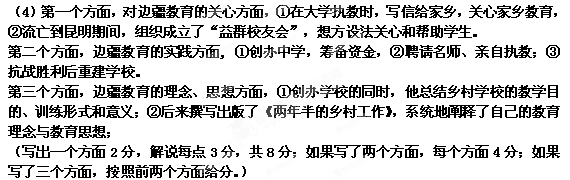 (4)第一个方面,对边疆教育的关心方面,①在大学执教时,写信给家乡,关心家乡教育,
②流亡到昆明期间,组织成立了“益群校友会”,想方设法关心和帮助学生。
第二个方面,边疆教育的实践方面,①创办中学,筹备资金,②聘请名师、亲自执教;③
抗战胜利后重建学校。
第三个方面,边疆教育的理念、思想方面,①创办学校的同时,他总结乡村学校的教学目
的、训练形式和意义;②后来撰写出版了《两年半的乡村工作》,系统地阐释了自己的教育
理念与教育思想;
(写出一个方面2分,解说每点3分,共8分;如果写了两个方面,每个方面4分;如果
写了三个方面,按照前两个方面给分。)